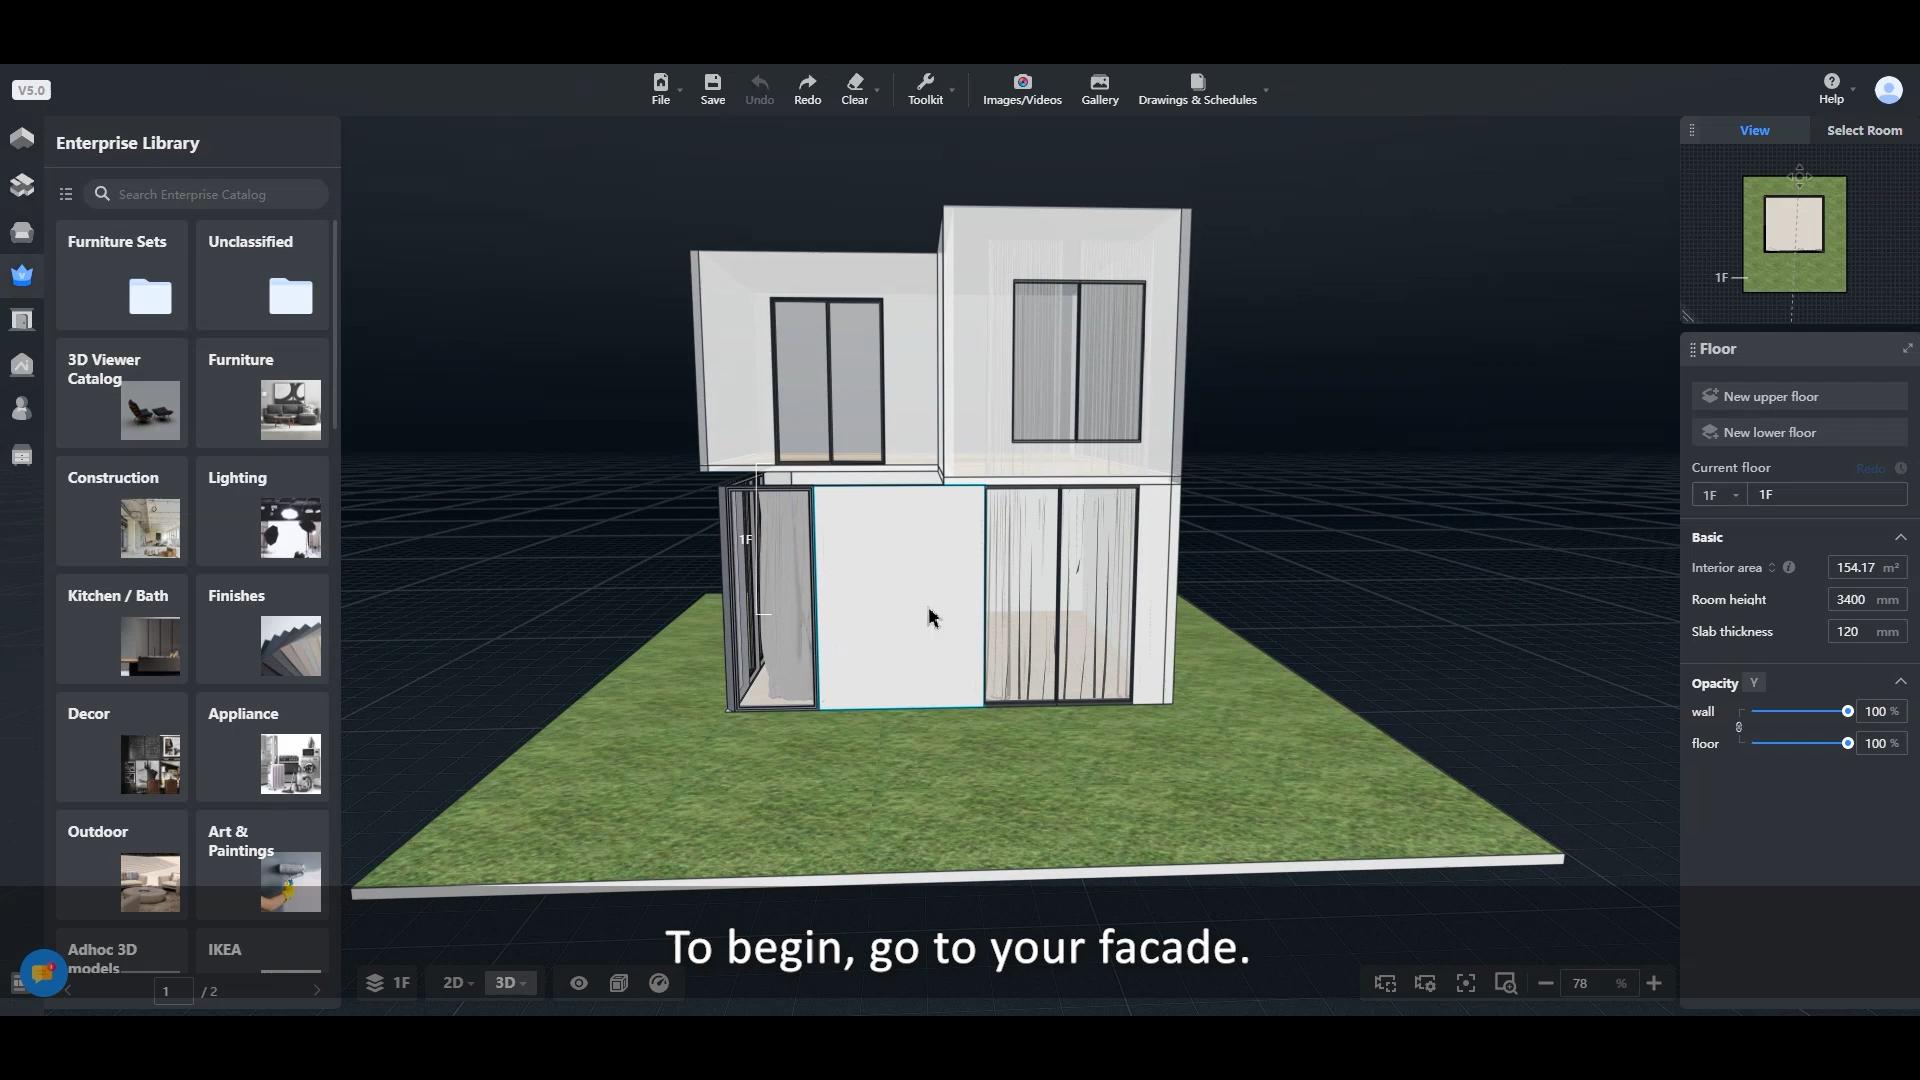 V5.0
File
Save
Undo
Redo
Clear
Toolkit
Images/Videos
Gallery
Drawings & Schedules
Help
Enterprise Library
Search Enterprise Catalog
Furniture Sets
Unclassified
3D Viewer
Catalog
Furniture
Construction
Lighting
Kitchen / Bath
Finishes
Decor
Appliance
Outdoor
Art &
Paintings
Adhoc 3D
models
IKEA
1 / 2
1F
View
Select Room
1F
Floor
New upper floor
New lower floor
Current floor
Redo
1F
1F
Basic
Interior area
154.17 m²
Room height
3400 mm
Slab thickness
120 mm
Opacity Y
wall
100 %
floor
100 %
To begin, go to your facade.
1F
2D
3D
78 %